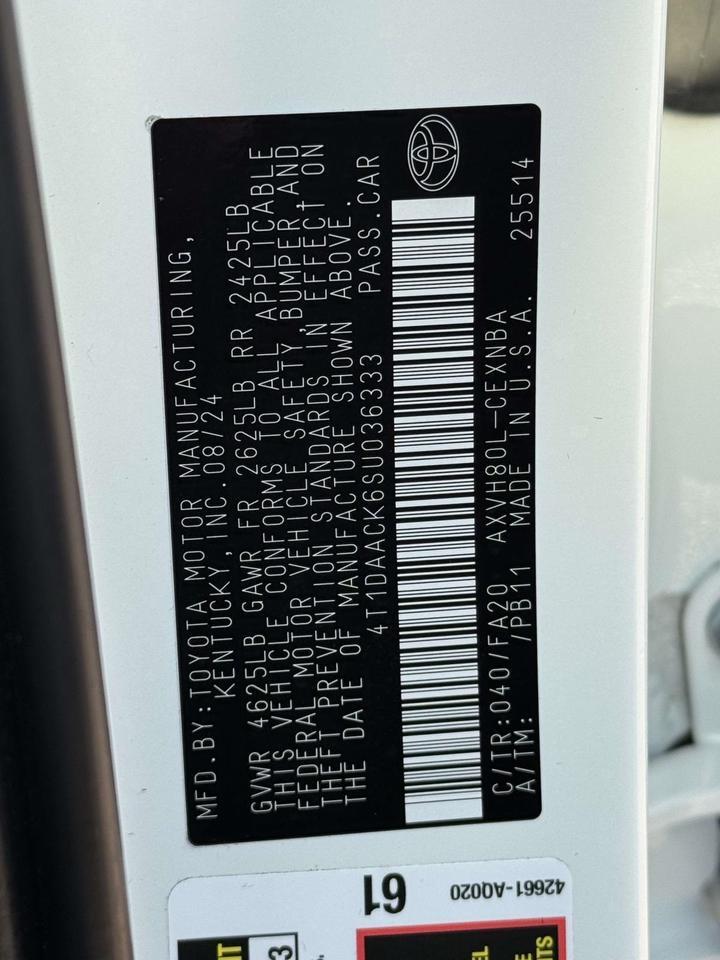 MFD.BY:TOYOTA MOTOR MANUFACTURING,
KENTUCKY,INC.08/24
GVWR 4625LB GAWR FR 2625LB RR 2425LB
THIS VEHICLE CONFORMS TO ALL APPLICABLE
FEDERAL MOTOR VEHICLE SAFETY,BUMPER,AND
THEFT PREVENTION STANDARDS IN EFFECT ON
THE DATE OF MANUFACTURE SHOWN ABOVE.
4T1DAACK6SU036333 PASS.CAR
C/TR:040/FA20 AXVH80L-CEXNBA
A/TM: /PB11 MADE IN U.S.A. 25514
61 42661-AQ020
3